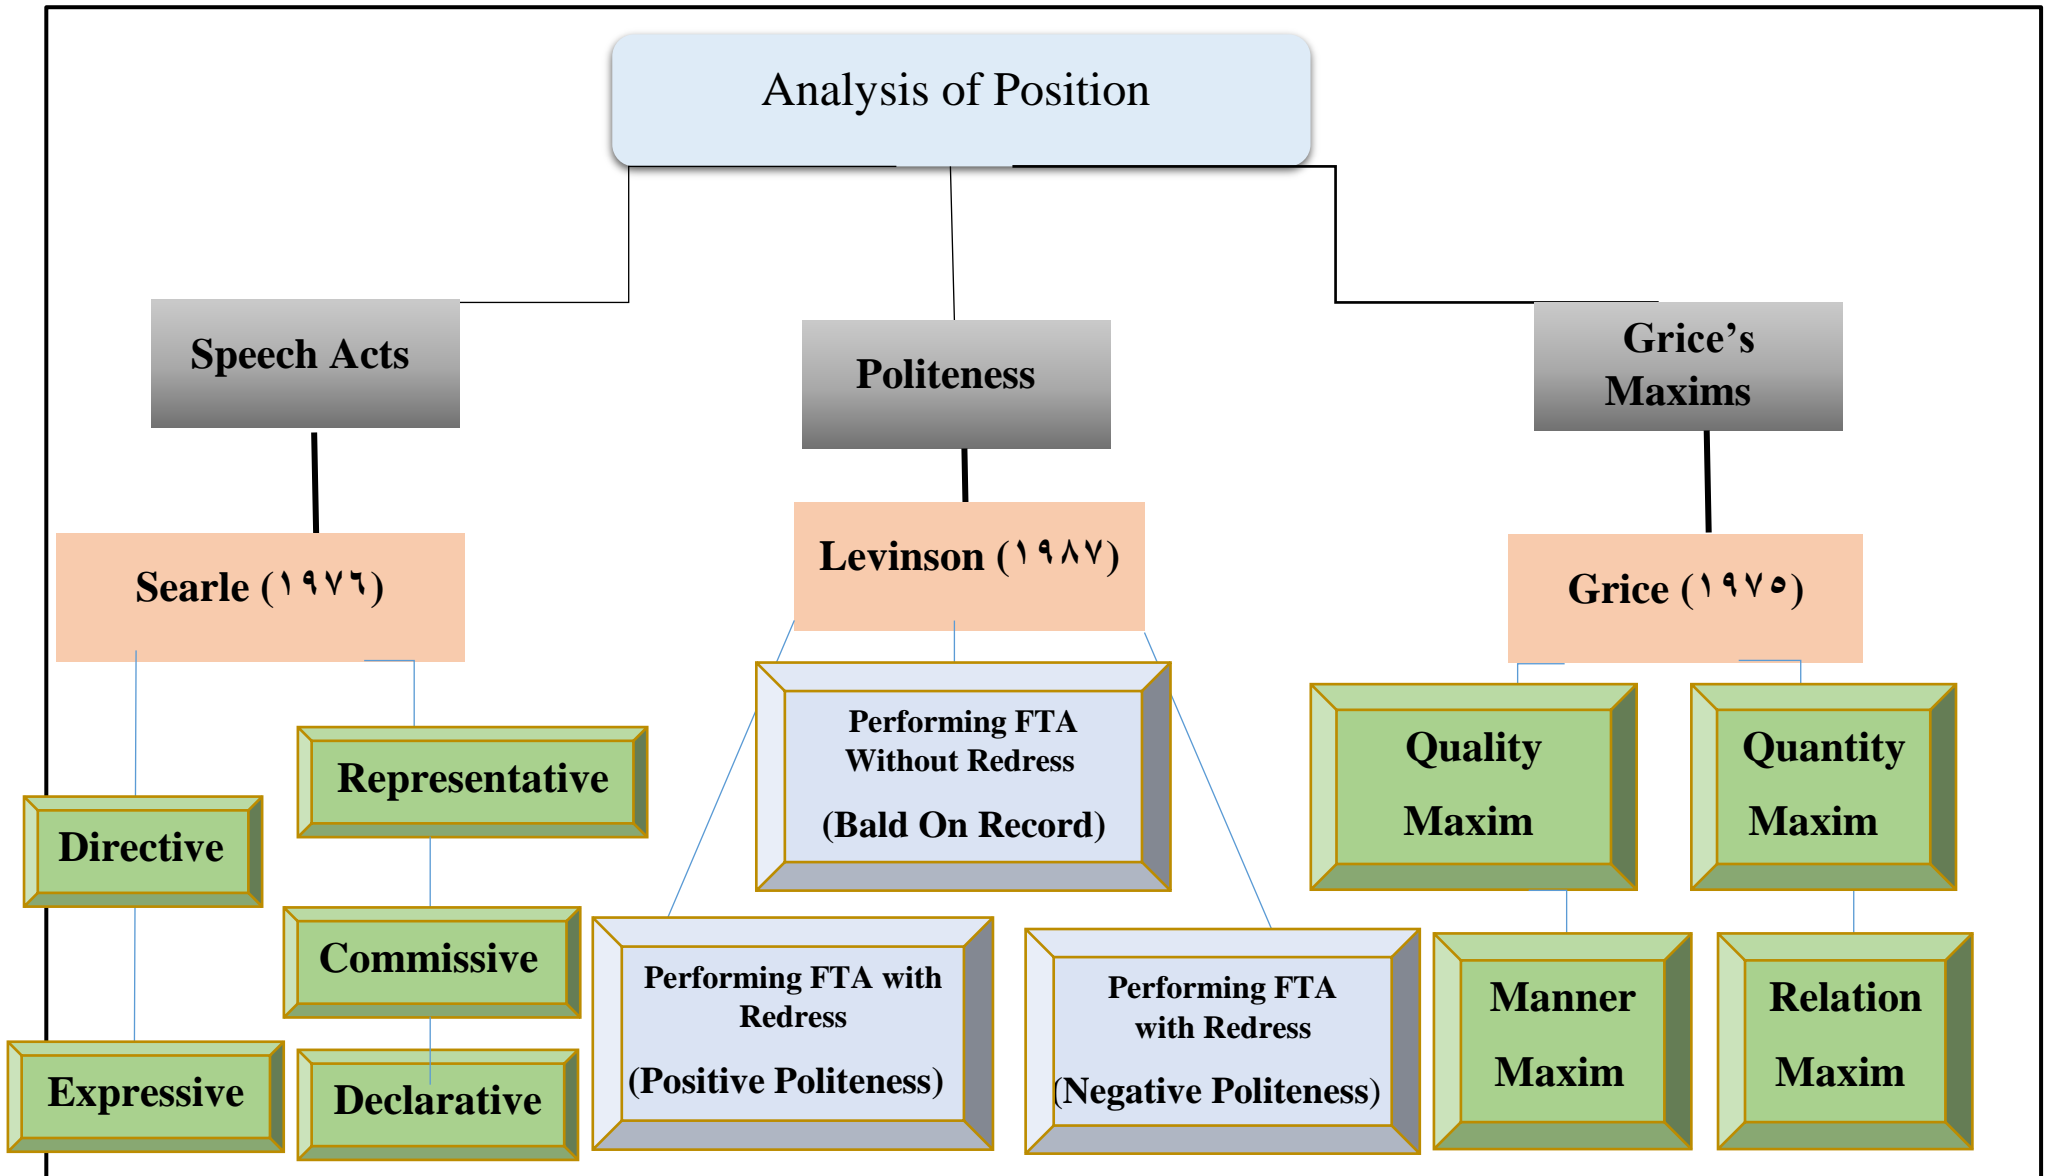 Analysis of Position
Speech Acts
Politeness
Grice’s
Maxims
Searle (١٩٧٦)
Levinson (١٩٨٧)
Grice (١٩٧٥)
Directive
Expressive
Representative
Commissive
Declarative
Performing FTA
Without Redress
(Bald On Record)
Performing FTA with
Redress
(Positive Politeness)
Performing FTA
with Redress
(Negative Politeness)
Quality
Maxim
Quantity
Maxim
Manner
Maxim
Relation
Maxim